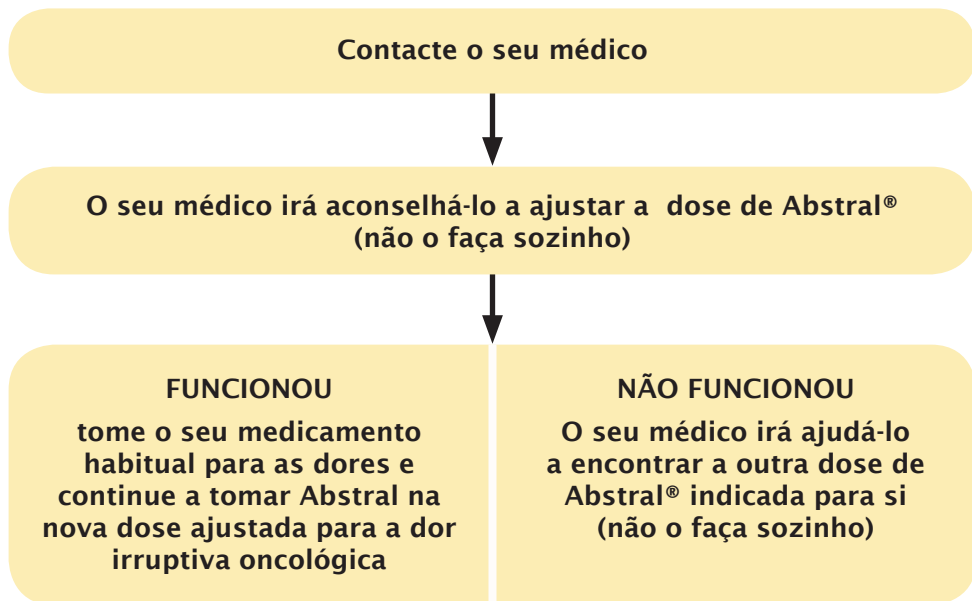 Contacte o seu médico
O seu médico irá aconselhá-lo a ajustar a dose de Abstral®
(não o faça sozinho)
FUNCIONOU
tome o seu medicamento
habitual para as dores e
continue a tomar Abstral na
nova dose ajustada para a dor
irruptiva oncológica
NÃO FUNCIONOU
O seu médico irá ajudá-lo
a encontrar a outra dose de
Abstral® indicada para si
(não o faça sozinho)